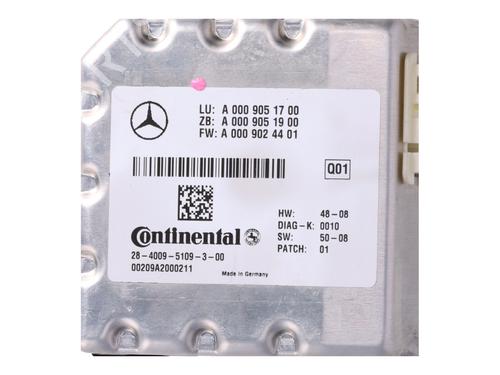 LU: A 000 905 17 00
ZB: A 000 905 19 00
FW: A 000 902 44 01
Q01
Continental
28-4009-5109-3-00
00209A2000211
HW: 48-08
DIAG-K: 0010
SW: 50-08
PATCH: 01
Made in Germany